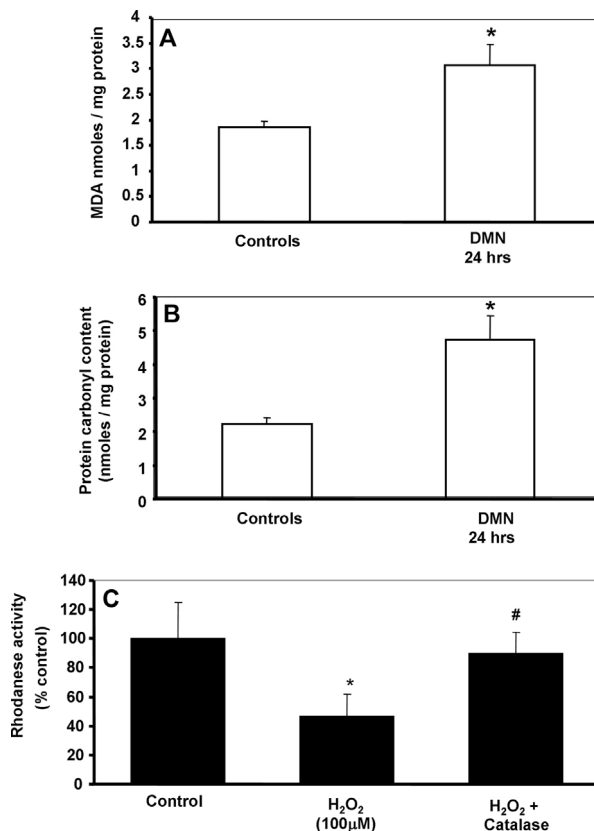 A
MDA nmoles / mg protein
4
3.5
3
2.5
2
1.5
1
0.5
0
*
Controls
DMN
24 hrs
B
Protein carbonyl content
(nmoles / mg protein)
6
5
4
3
2
1
0
*
Controls
DMN
24 hrs
C
Rhodanese activity
(% control)
140
120
100
80
60
40
20
0
*
#
Control
H₂O₂
(100µM)
H₂O₂ +
Catalase